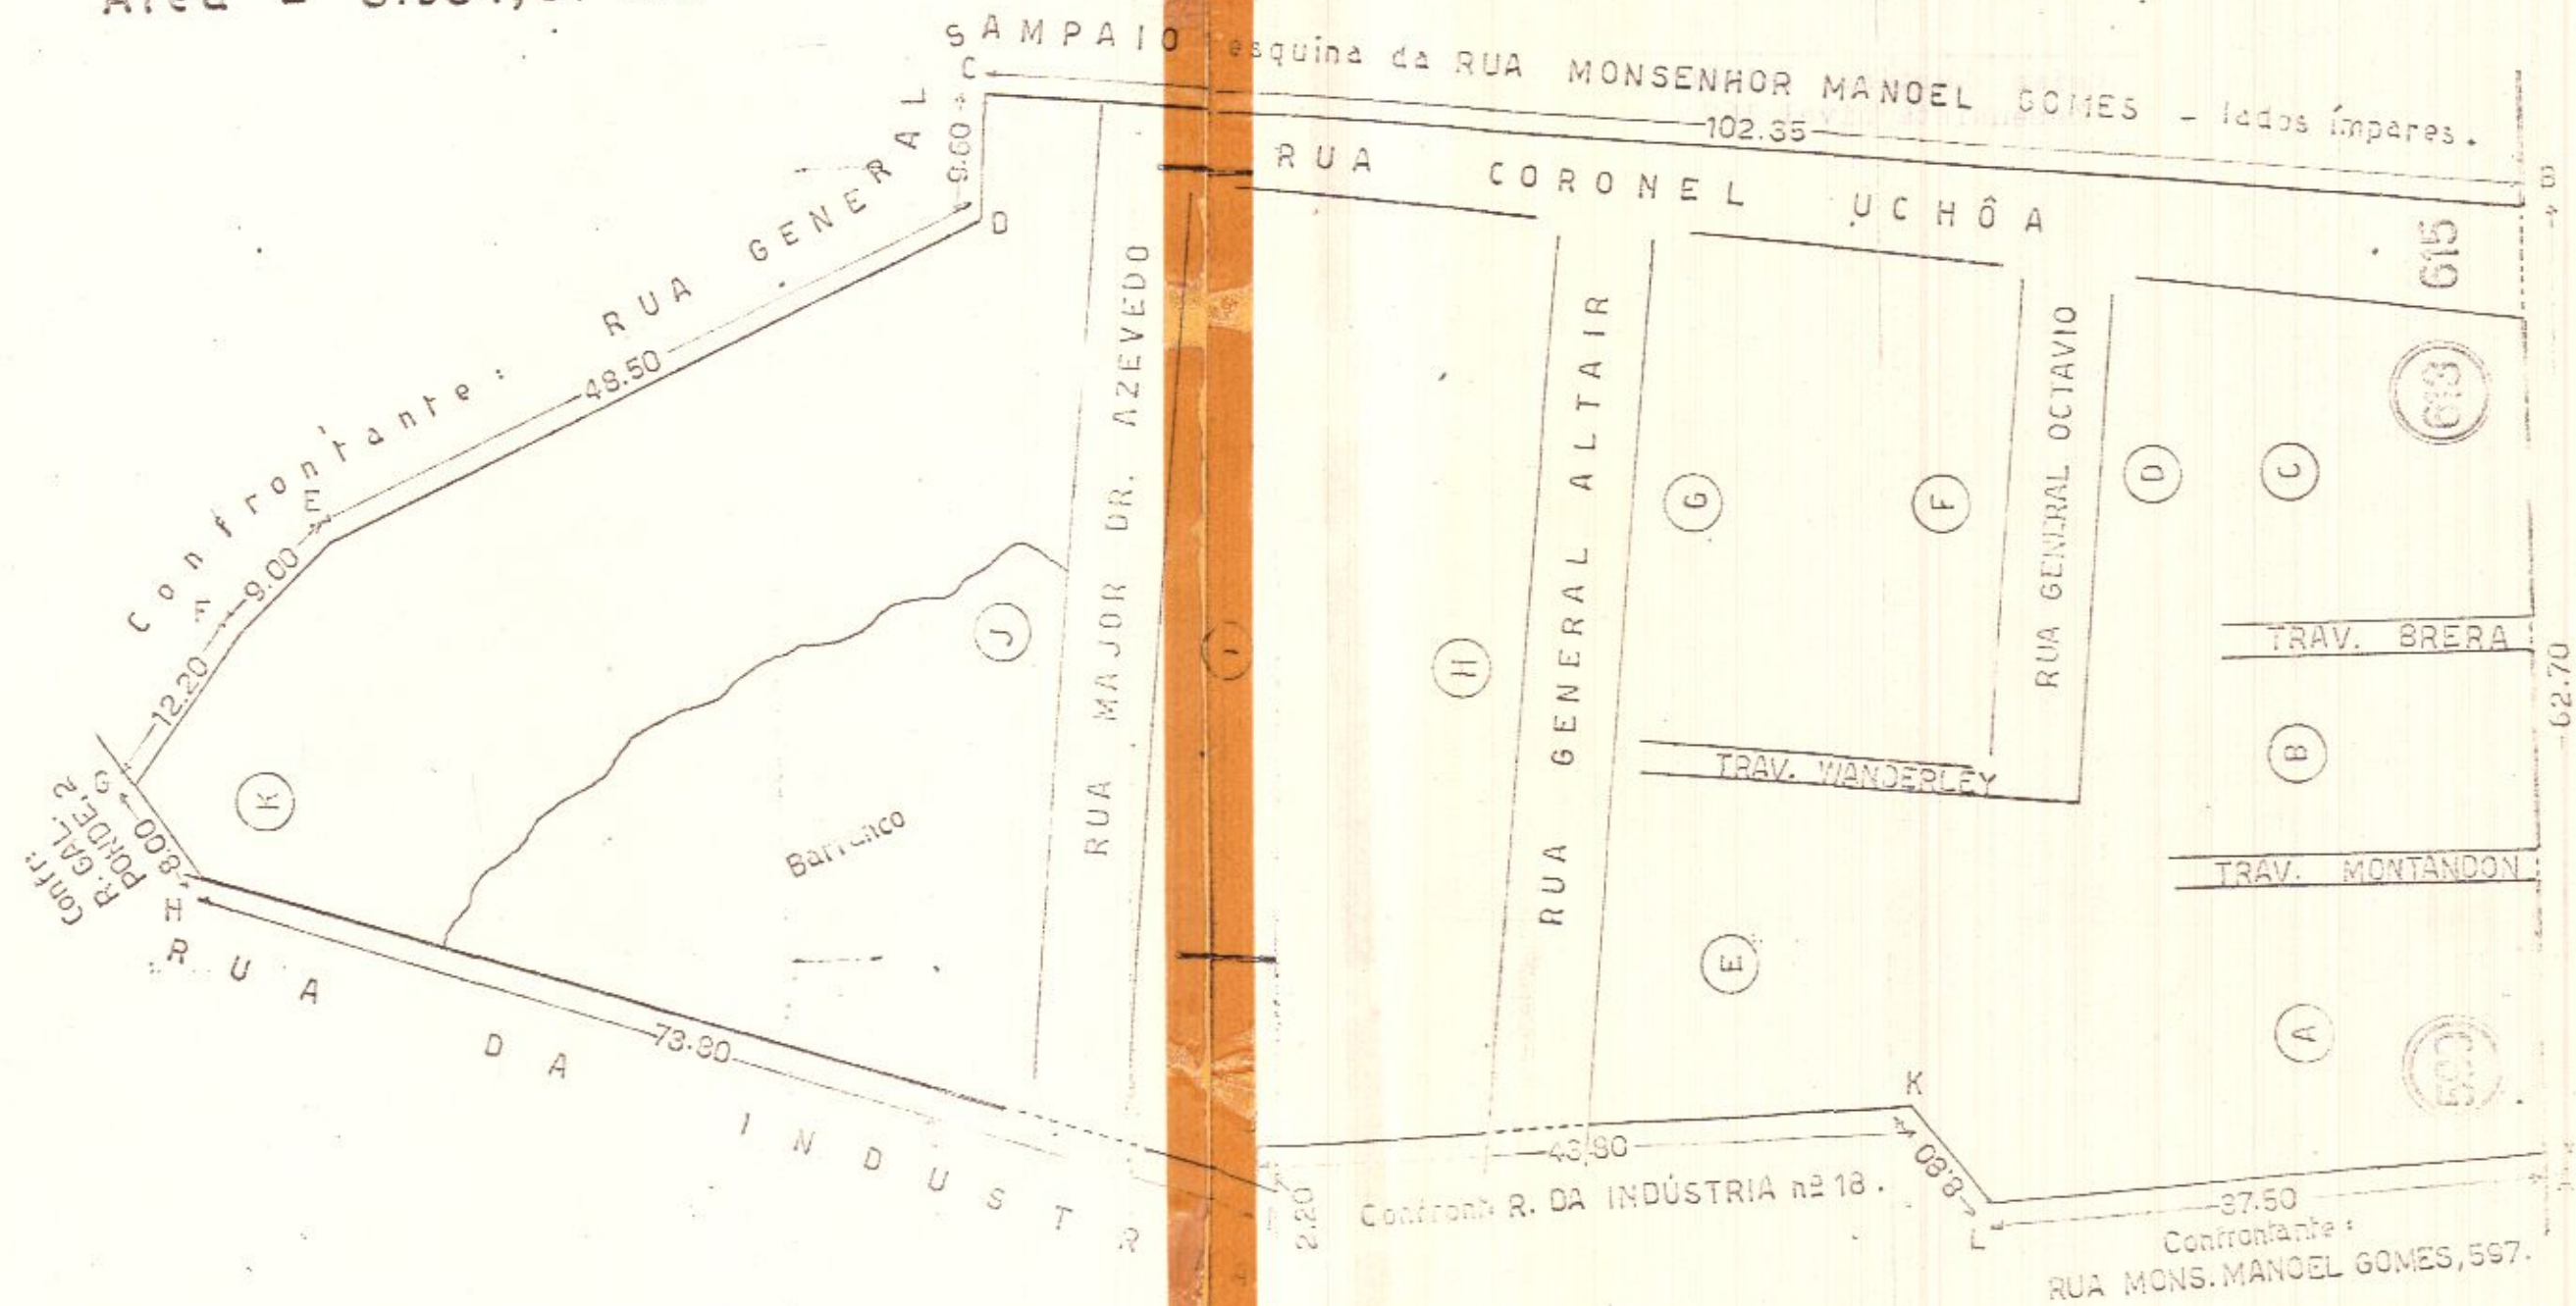 SAMPAIO esquina da RUA MONSENHOR MANOEL GOMES - lados ímpares.
C
102.35
B
9.60
D
RUA CORONEL UCHÔA
615
613
Confrontante: RUA GENERAL
48.50
E
9.00
F
12.20
G
8.00
H
Confr:
R. GAL.
PONDE, 2
K
J
Barranco
RUA MAJOR DR. AZEVEDO
I
H
RUA GENERAL ALTAIR
G
F
RUA GENERAL OCTAVIO
D
C
TRAV. BRERA
62.70
B
TRAV. WANDERLEY
TRAV. MONTANDON
E
A
RUA DA INDUSTR
73.80
2.20
43.80
K
8.80
L
37.50
Confront: R. DA INDÚSTRIA nº 18.
Confrontante:
RUA MONS. MANOEL GOMES, 597.